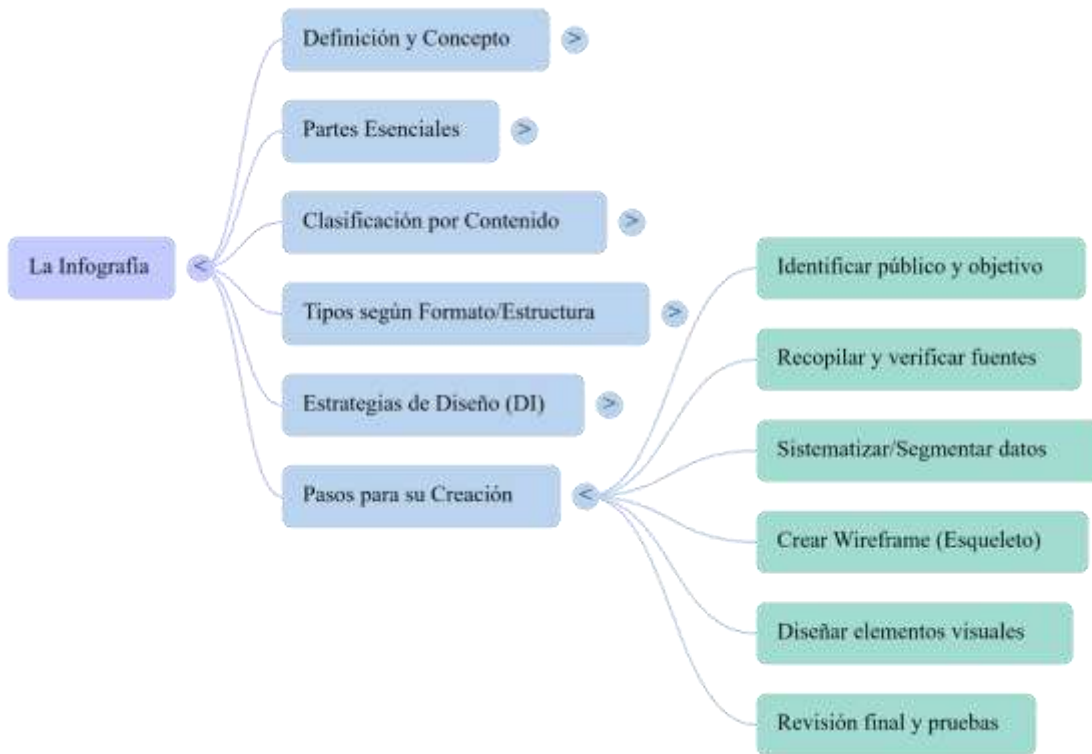 La Infografía
<
Definición y Concepto
>
Partes Esenciales
>
Clasificación por Contenido
>
Tipos según Formato/Estructura
>
Estrategias de Diseño (DI)
>
Pasos para su Creación
<
Identificar público y objetivo
Recopilar y verificar fuentes
Sistematizar/Segmentar datos
Crear Wireframe (Esqueleto)
Diseñar elementos visuales
Revisión final y pruebas